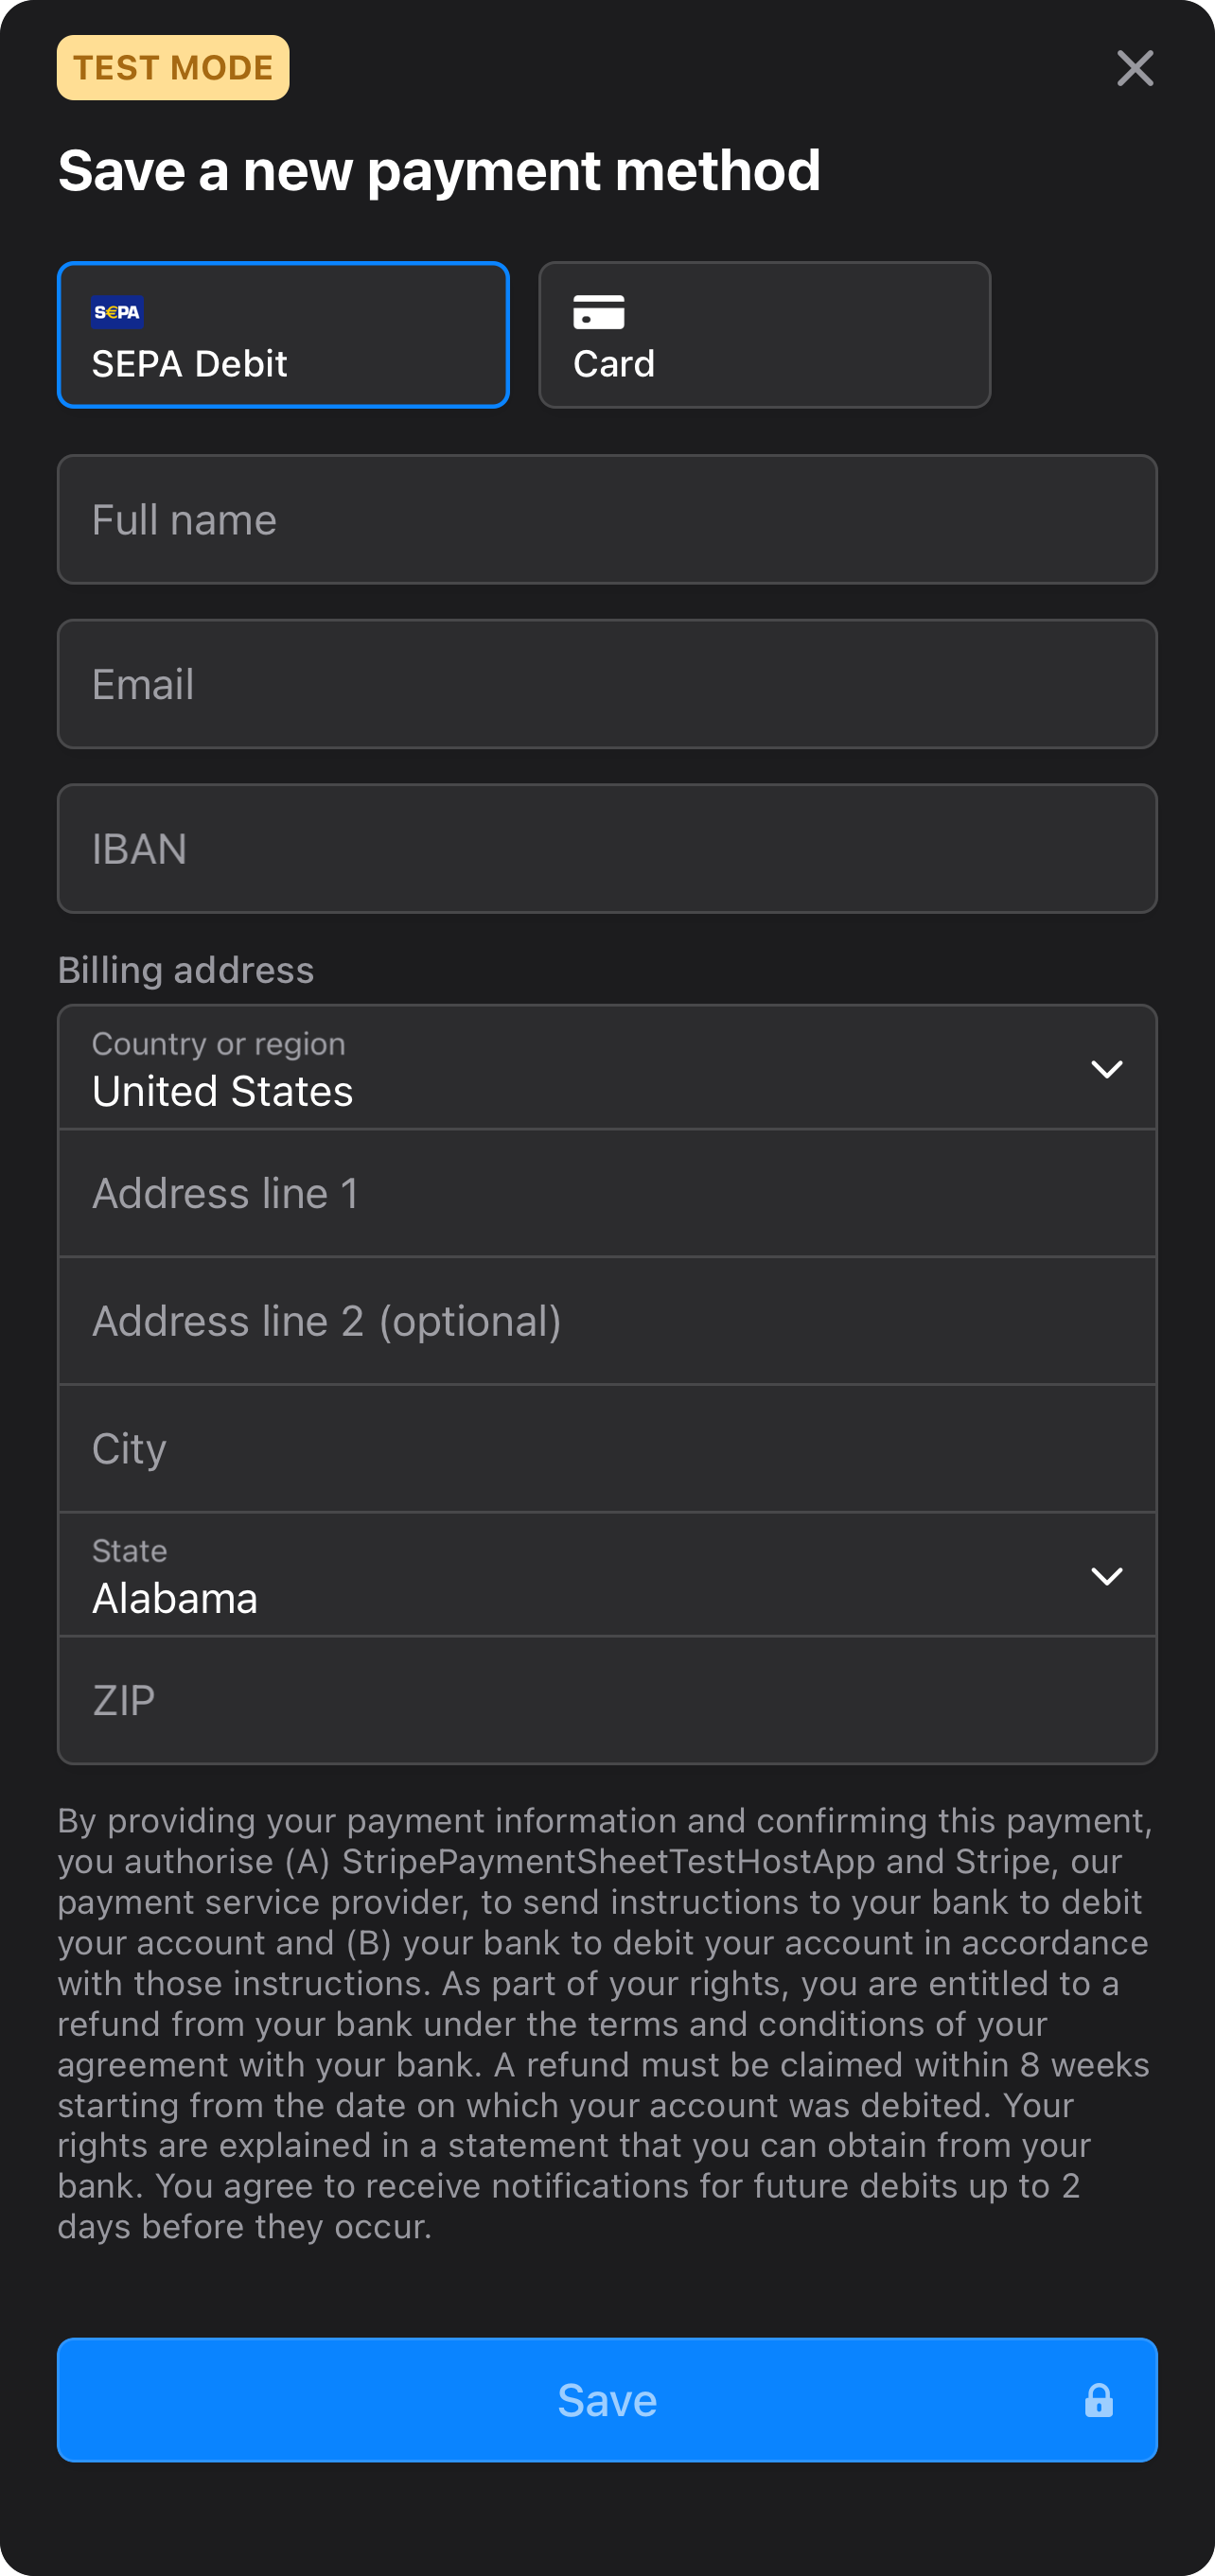 TEST MODE
Save a new payment method
S€PA
SEPA Debit
Card
Full name
Email
IBAN
Billing address
Country or region
United States
Address line 1
Address line 2 (optional)
City
State
Alabama
ZIP
By providing your payment information and confirming this payment,
you authorise (A) StripePaymentSheetTestHostApp and Stripe, our
payment service provider, to send instructions to your bank to debit
your account and (B) your bank to debit your account in accordance
with those instructions. As part of your rights, you are entitled to a
refund from your bank under the terms and conditions of your
agreement with your bank. A refund must be claimed within 8 weeks
starting from the date on which your account was debited. Your
rights are explained in a statement that you can obtain from your
bank. You agree to receive notifications for future debits up to 2
days before they occur.
Save